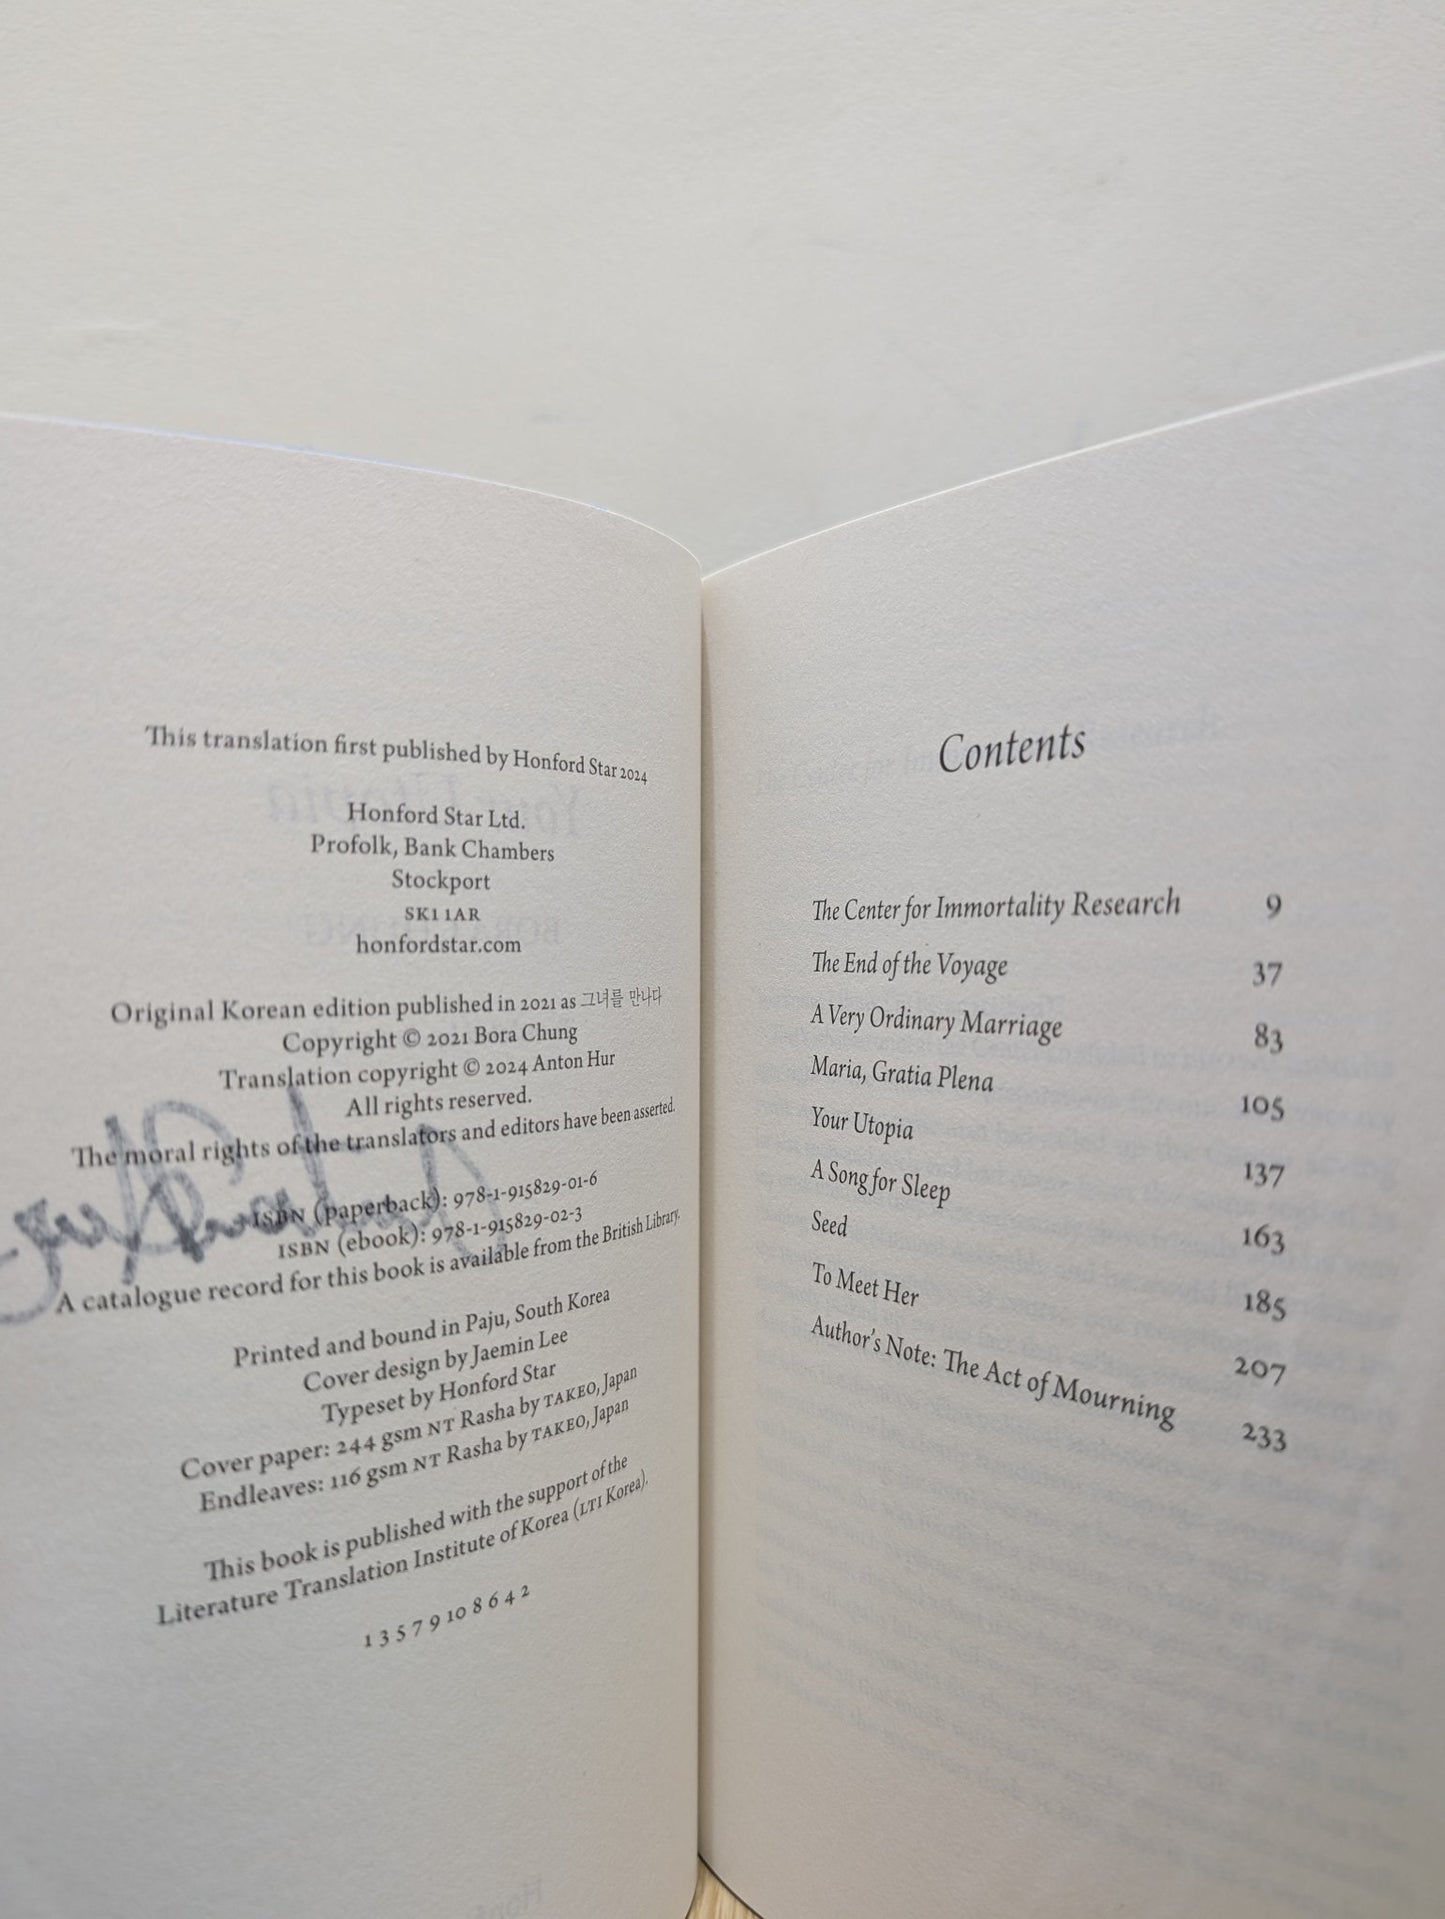 This translation first published by Honford Star 2024
Honford Star Ltd.
Profolk, Bank Chambers
Stockport
SK1 1AR
honfordstar.com
Original Korean edition published in 2021 as 그녀를 만나다
Copyright © 2021 Bora Chung
Translation copyright © 2024 Anton Hur
All rights reserved.
The moral rights of the translators and editors have been asserted.
ISBN (paperback): 978-1-915829-01-6
ISBN (ebook): 978-1-915829-02-3
A catalogue record for this book is available from the British Library.
Printed and bound in Paju, South Korea
Cover design by Jaemin Lee
Typeset by Honford Star
Cover paper: 244 gsm NT Rasha by TAKEO, Japan
Endleaves: 116 gsm NT Rasha by TAKEO, Japan
This book is published with the support of the
Literature Translation Institute of Korea (LTI Korea).
1 3 5 7 9 10 8 6 4 2
Contents
The Center for Immortality Research 9
The End of the Voyage 37
A Very Ordinary Marriage 83
Maria, Gratia Plena 105
Your Utopia 137
A Song for Sleep 163
Seed 185
To Meet Her 207
Author's Note: The Act of Mourning 233